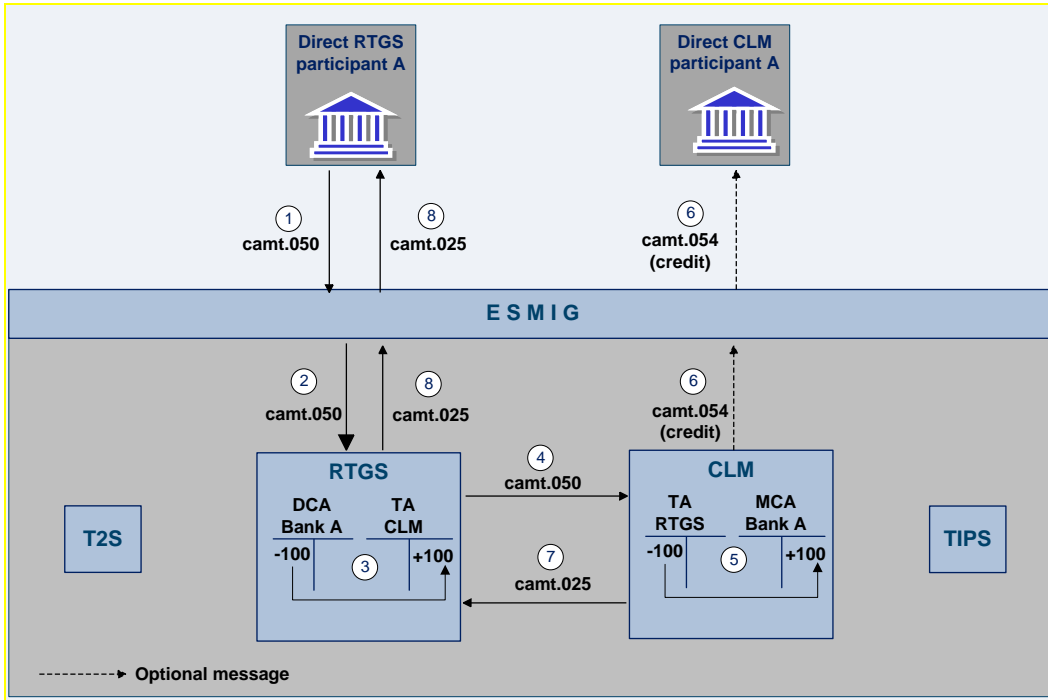 Direct RTGS
participant A
Direct CLM
participant A
1
camt.050
8
camt.025
6
camt.054
(credit)
ESMIG
2
camt.050
8
camt.025
6
camt.054
(credit)
RTGS
DCA
Bank A
TA
CLM
-100
3
+100
4
camt.050
7
camt.025
CLM
TA
RTGS
MCA
Bank A
-100
5
+100
T2S
TIPS
Optional message